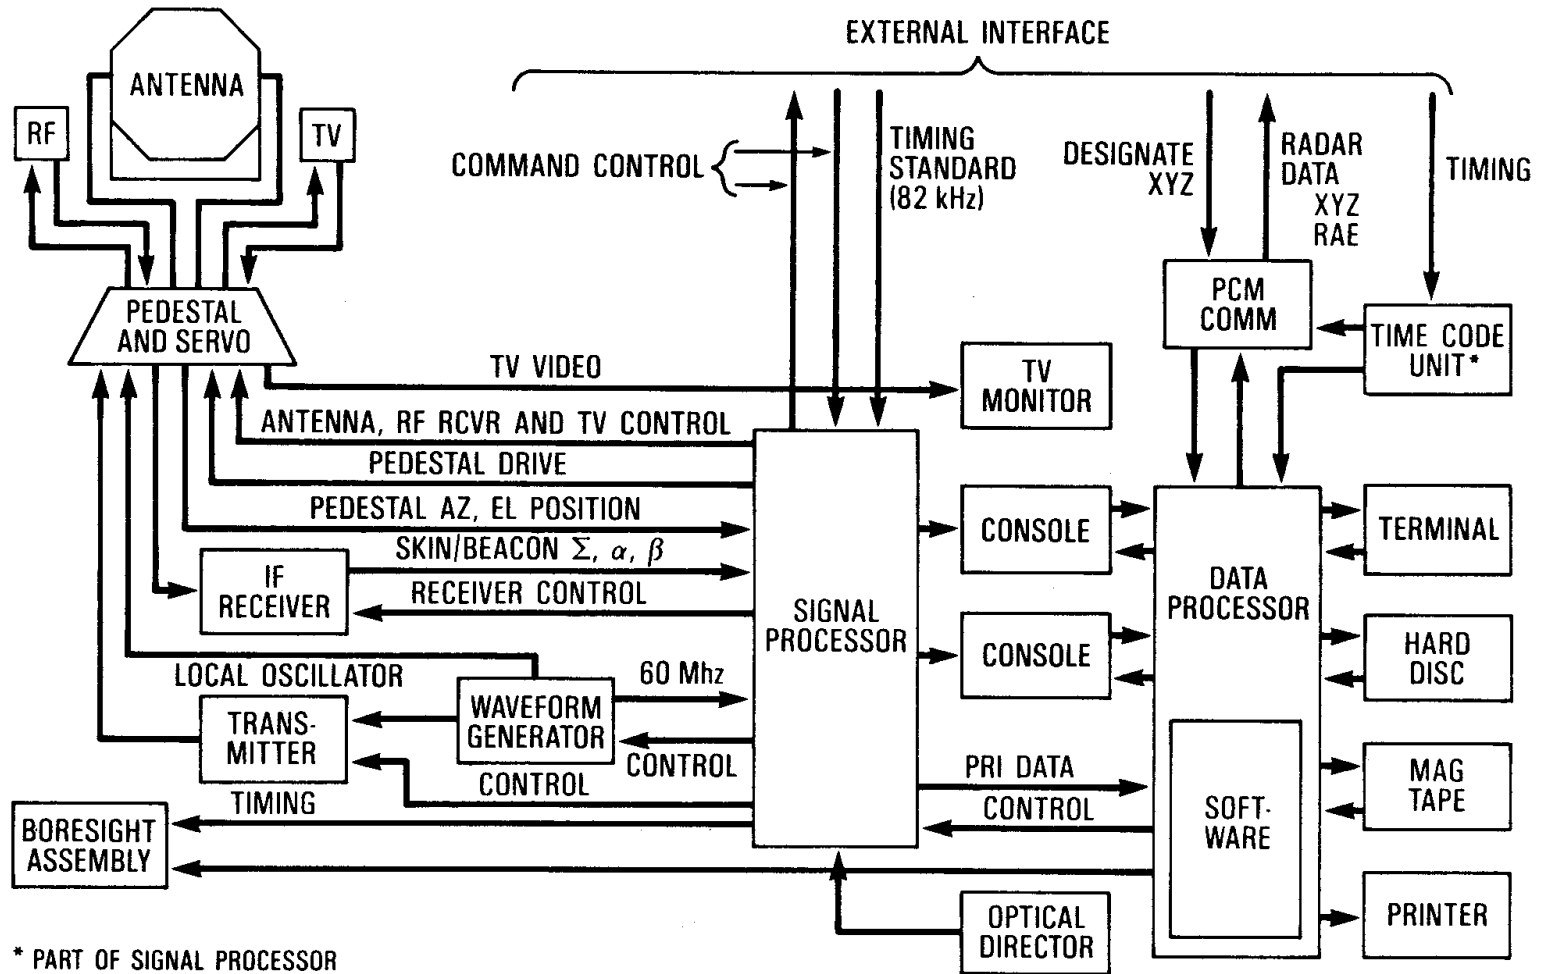 EXTERNAL INTERFACE
ANTENNA
RF
TV
COMMAND CONTROL
TIMING
STANDARD
(82 kHz)
DESIGNATE
XYZ
RADAR
DATA
XYZ
RAE
TIMING
PEDESTAL
AND SERVO
PCM
COMM
TIME CODE
UNIT*
TV VIDEO
TV
MONITOR
ANTENNA, RF RCVR AND TV CONTROL
PEDESTAL DRIVE
PEDESTAL AZ, EL POSITION
SKIN/BEACON Σ, α, β
IF
RECEIVER
RECEIVER CONTROL
SIGNAL
PROCESSOR
CONSOLE
CONSOLE
DATA
PROCESSOR
TERMINAL
HARD
DISC
LOCAL OSCILLATOR
60 Mhz
WAVEFORM
GENERATOR
TRANS-
MITTER
CONTROL
CONTROL
TIMING
PRI DATA
CONTROL
SOFT-
WARE
MAG
TAPE
BORESIGHT
ASSEMBLY
OPTICAL
DIRECTOR
PRINTER
* PART OF SIGNAL PROCESSOR